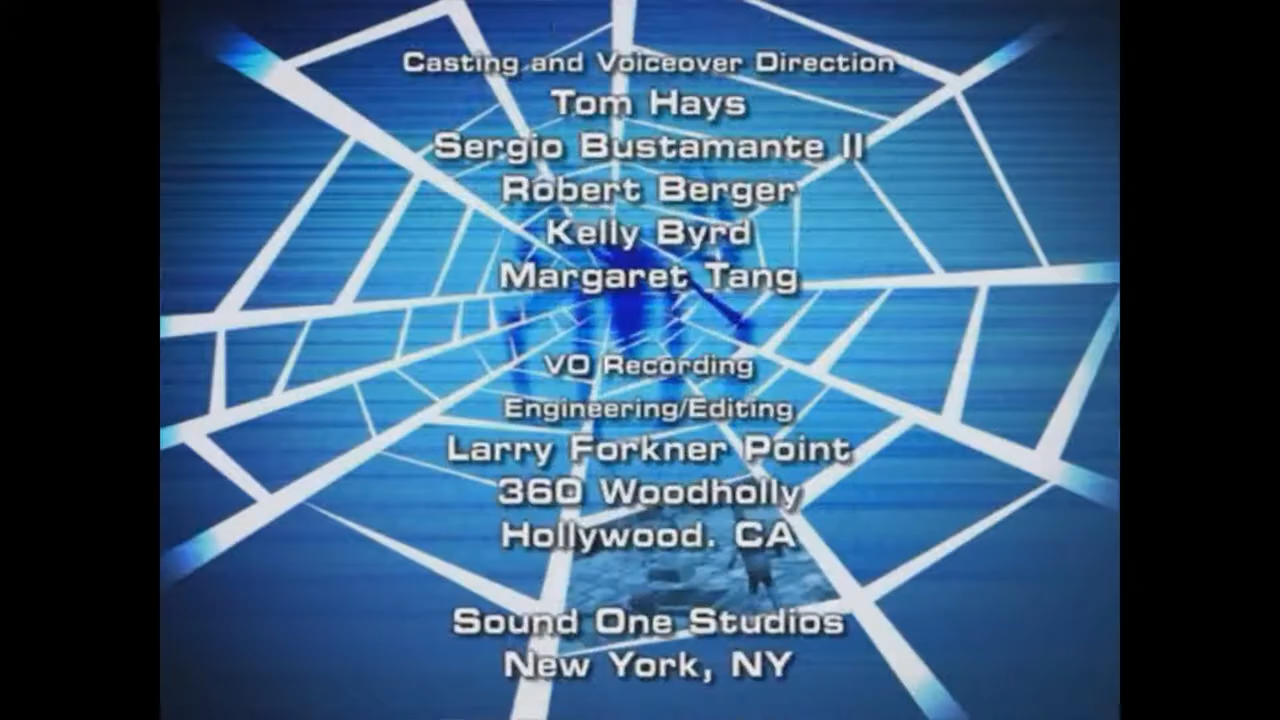 Casting and Voiceover Direction
Tom Hays
Sergio Bustamante II
Robert Berger
Kelly Byrd
Margaret Tang
VO Recording
Engineering/Editing
Larry Forkner Point
360 Woodholly
Hollywood. CA
Sound One Studios
New York, NY